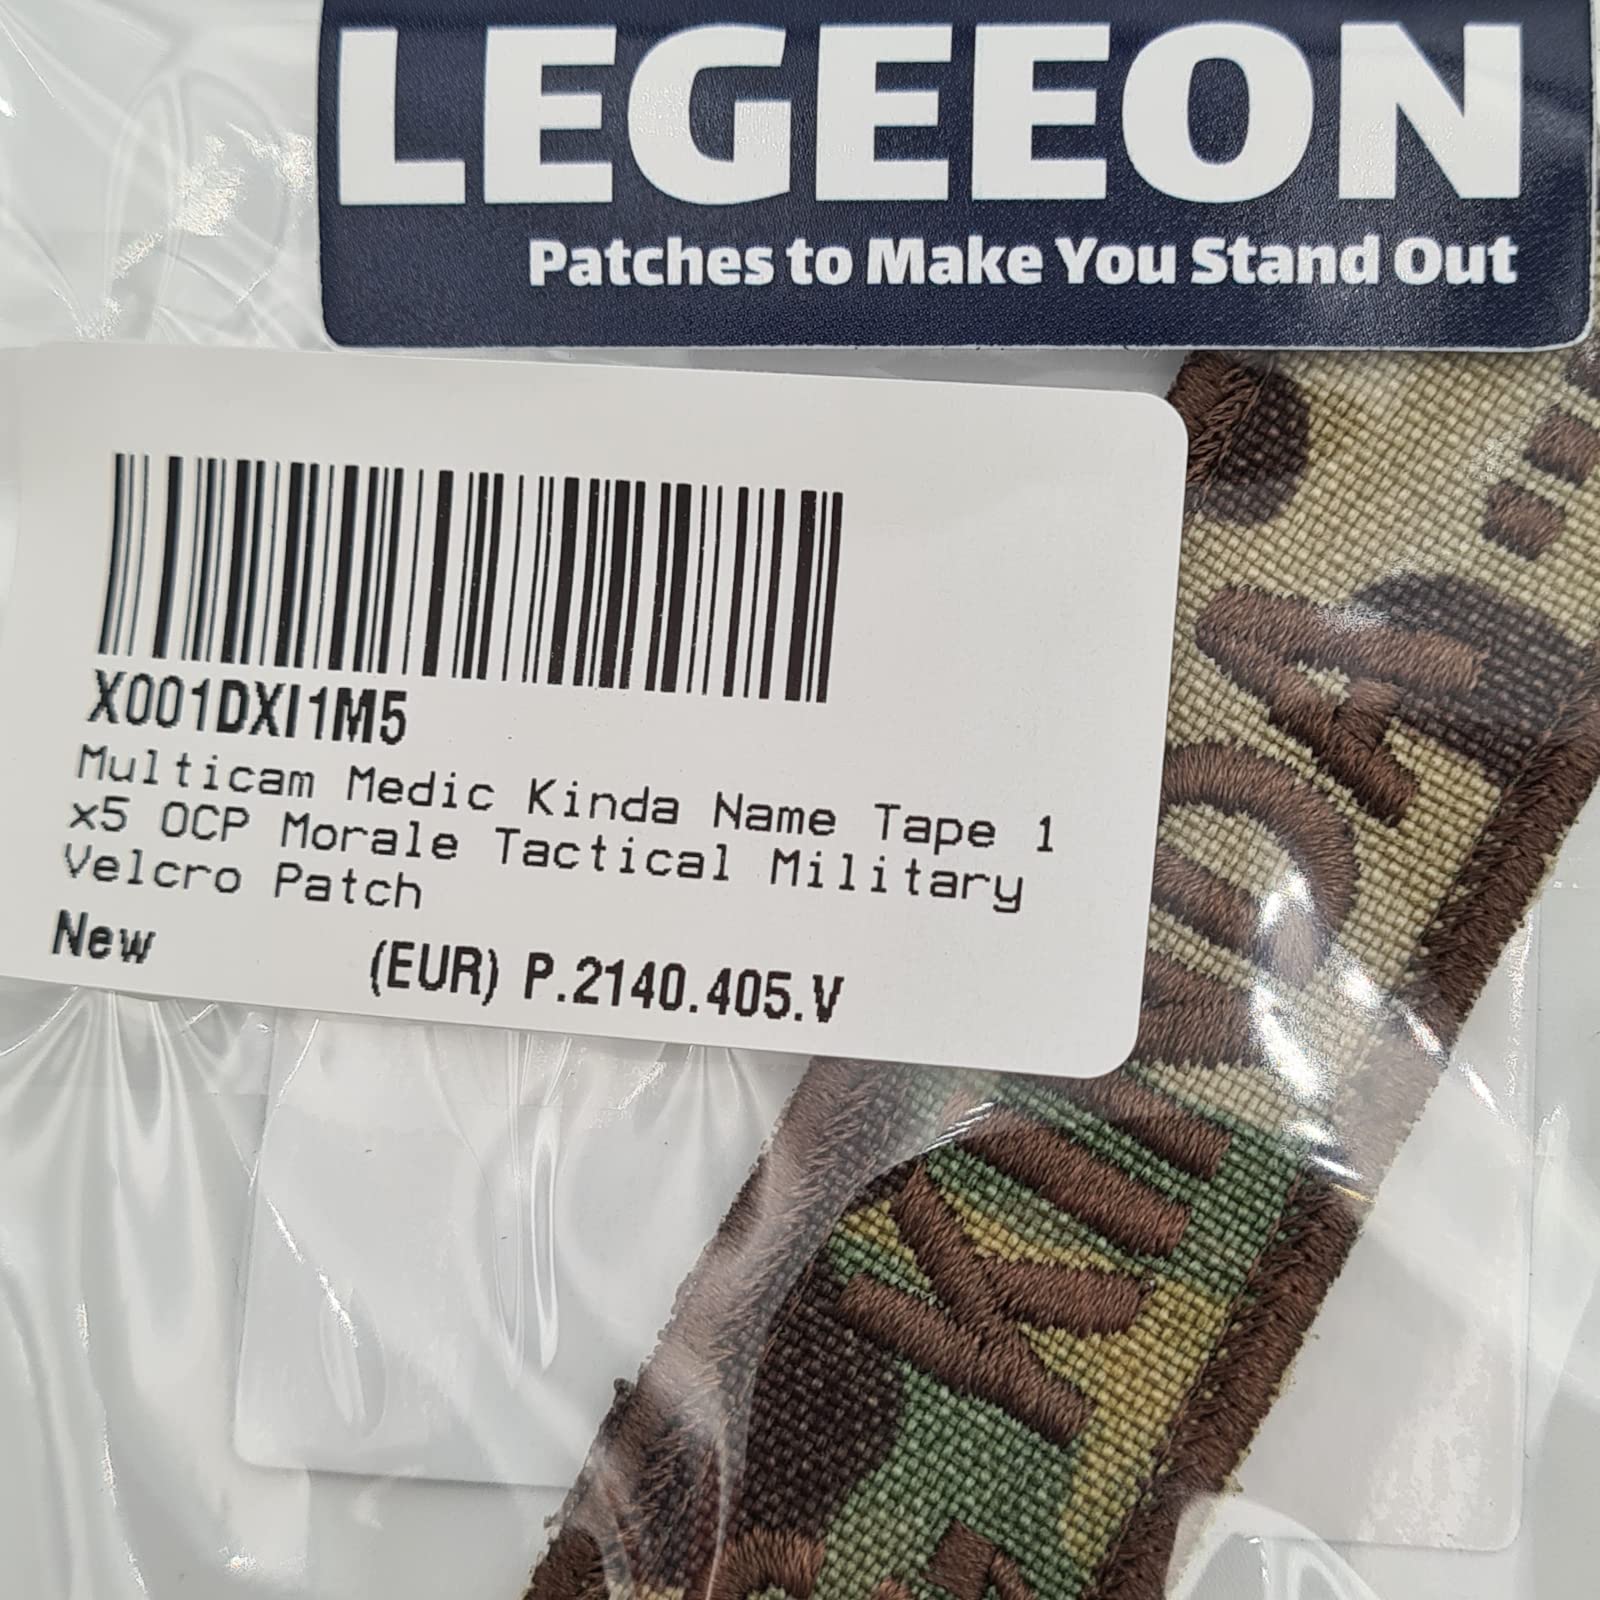 LEGEEON
Patches to Make You Stand Out
X001DXI1M5
Multicam Medic Kinda Name Tape 1
x5 OCP Morale Tactical Military
Velcro Patch
New (EUR) P.2140.405.V
KINDA